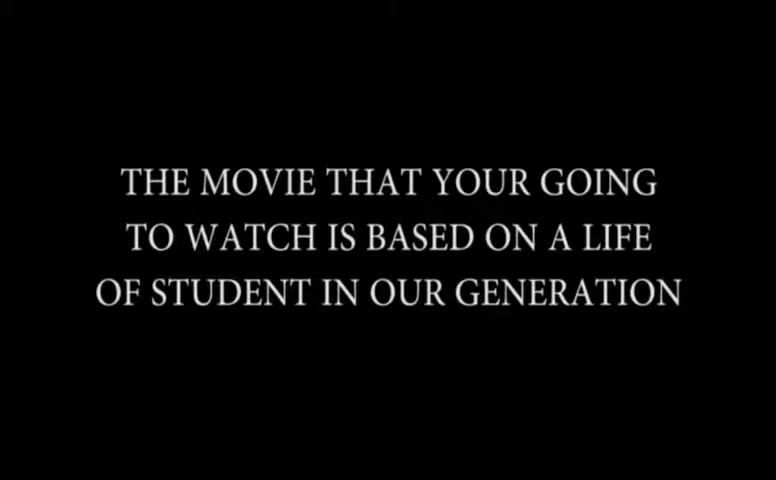 THE MOVIE THAT YOUR GOING
TO WATCH IS BASED ON A LIFE
OF STUDENT IN OUR GENERATION